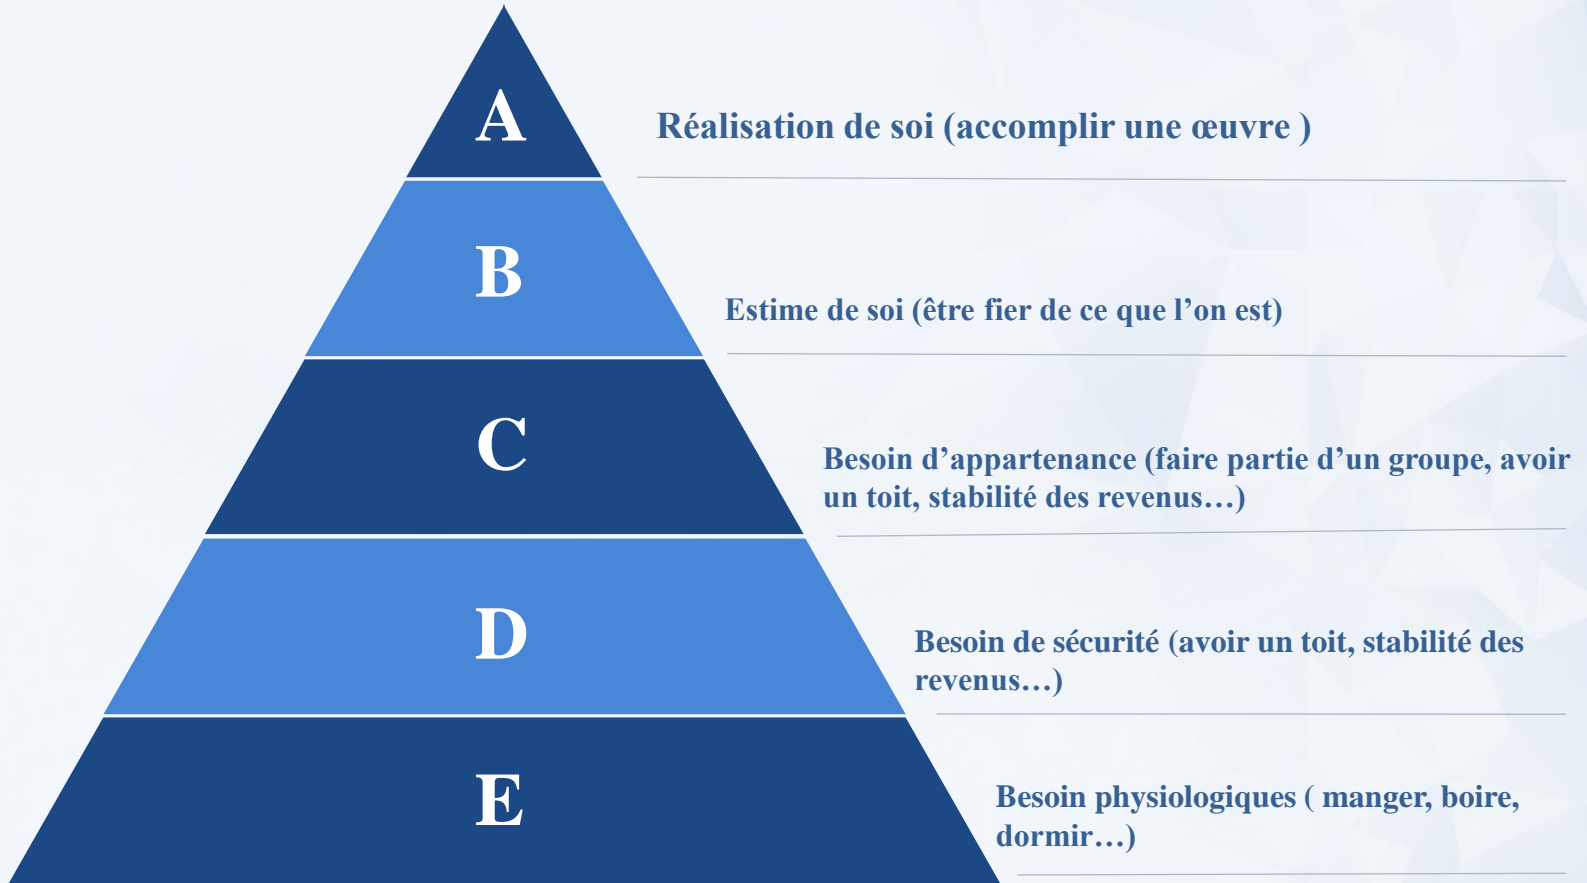 A
Réalisation de soi (accomplir une œuvre )
B
Estime de soi (être fier de ce que l’on est)
C
Besoin d’appartenance (faire partie d’un groupe, avoir
un toit, stabilité des revenus…)
D
Besoin de sécurité (avoir un toit, stabilité des
revenus…)
E
Besoin physiologiques ( manger, boire,
dormir…)